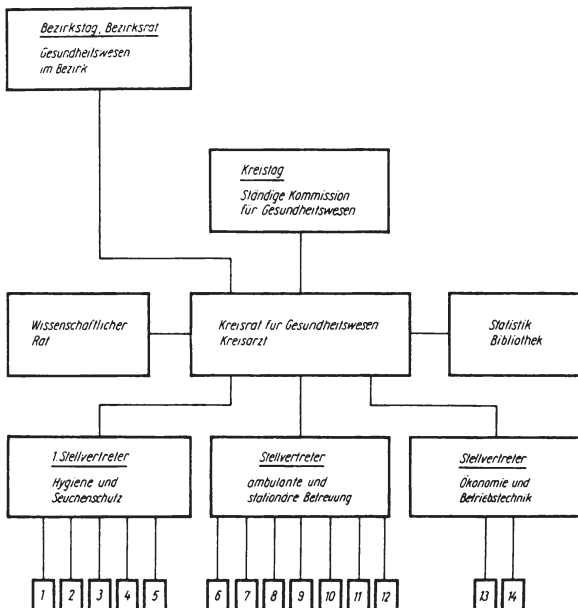 Bezirkstag, Bezirksrat
Gesundheitswesen
im Bezirk
Kreistag
Ständige Kommission
für Gesundheitswesen
Wissenschaftlicher
Rat
Kreisrat für Gesundheitswesen
Kreisarzt
Statistik
Bibliothek
1. Stellvertreter
Hygiene und
Seuchenschutz
Stellvertreter
ambulante und
stationäre Betreuung
Stellvertreter
Ökonomie und
Betriebstechnik
1 2 3 4 5 6 7 8 9 10 11 12 13 14